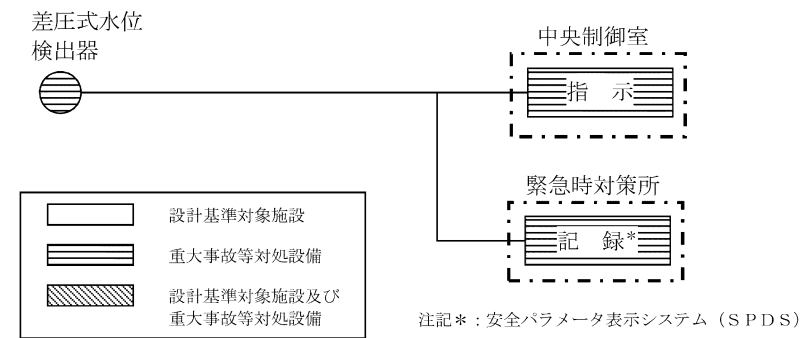 差圧式水位
検出器
中央制御室
指　示
緊急時対策所
記　録*
設計基準対象施設
重大事故等対処設備
設計基準対象施設及び
重大事故等対処設備
注記＊：安全パラメータ表示システム（ＳＰＤＳ）